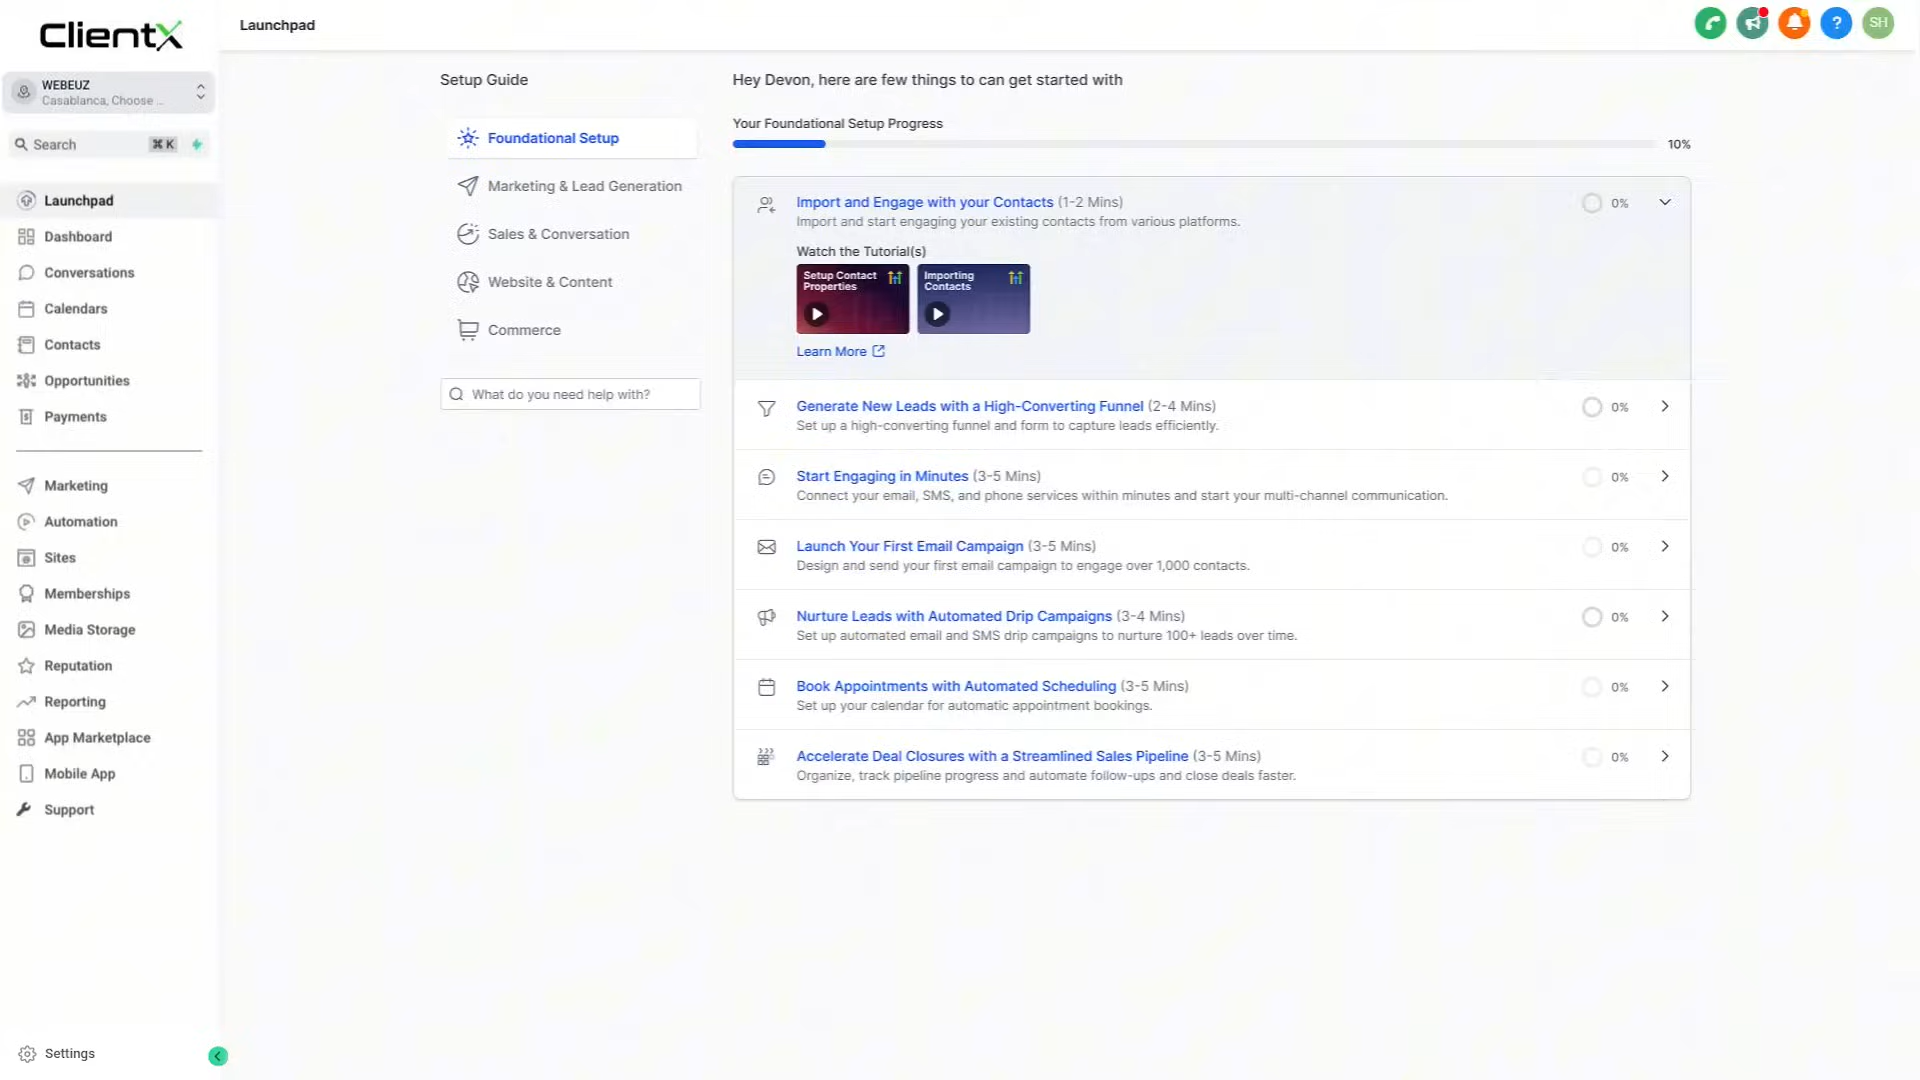 ClientX
WEBEUZ
Casablanca, Choose ...
Search
⌘ K
Launchpad
Dashboard
Conversations
Calendars
Contacts
Opportunities
Payments
Marketing
Automation
Sites
Memberships
Media Storage
Reputation
Reporting
App Marketplace
Mobile App
Support
Settings
Launchpad
?
SH
Setup Guide
Foundational Setup
Marketing & Lead Generation
Sales & Conversation
Website & Content
Commerce
What do you need help with?
Hey Devon, here are few things to can get started with
Your Foundational Setup Progress
10%
Import and Engage with your Contacts (1-2 Mins)
0%
Import and start engaging your existing contacts from various platforms.
Watch the Tutorial(s)
Setup Contact
Properties
Importing
Contacts
Learn More
Generate New Leads with a High-Converting Funnel (2-4 Mins)
0%
Set up a high-converting funnel and form to capture leads efficiently.
Start Engaging in Minutes (3-5 Mins)
0%
Connect your email, SMS, and phone services within minutes and start your multi-channel communication.
Launch Your First Email Campaign (3-5 Mins)
0%
Design and send your first email campaign to engage over 1,000 contacts.
Nurture Leads with Automated Drip Campaigns (3-4 Mins)
0%
Set up automated email and SMS drip campaigns to nurture 100+ leads over time.
Book Appointments with Automated Scheduling (3-5 Mins)
0%
Set up your calendar for automatic appointment bookings.
Accelerate Deal Closures with a Streamlined Sales Pipeline (3-5 Mins)
0%
Organize, track pipeline progress and automate follow-ups and close deals faster.